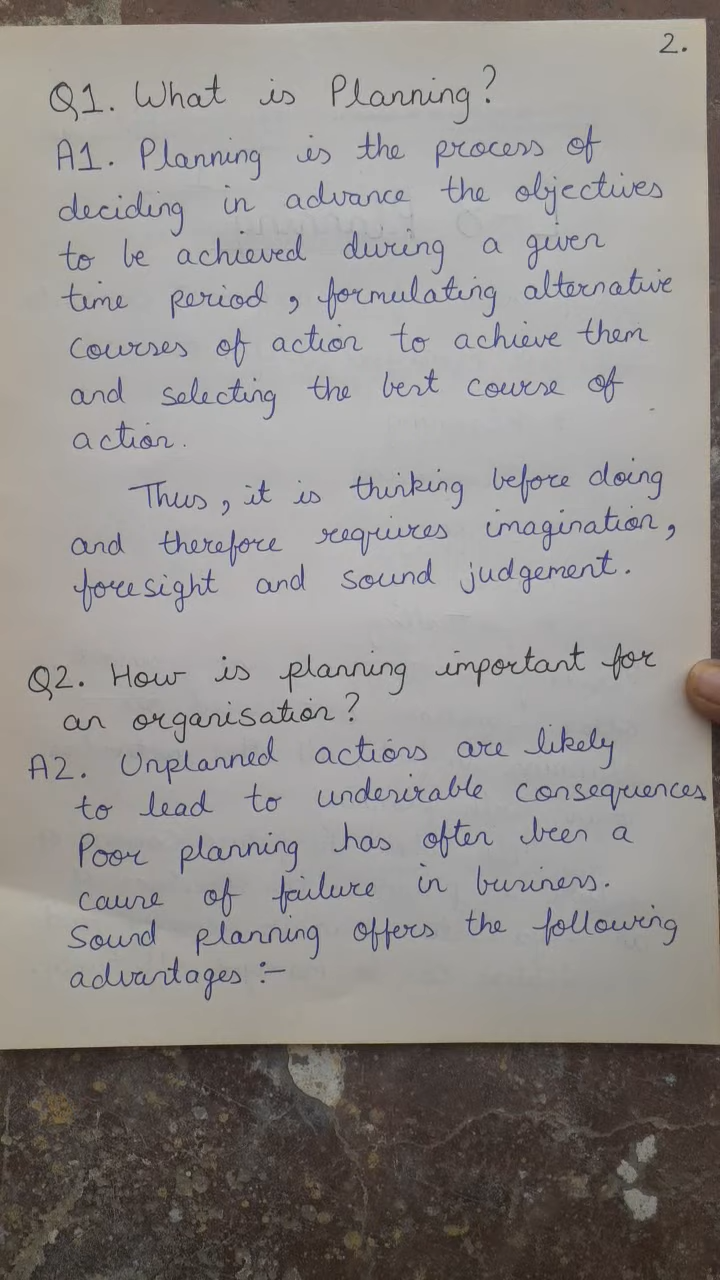 2.
Q1. What is Planning?
A1. Planning is the process of
deciding in advance the objectives
to be achieved during a given
time period, formulating alternative
courses of action to achieve them
and selecting the best course of
action.
Thus, it is thinking before doing
and therefore requires imagination,
foresight and sound judgement.
Q2. How is planning important for
an organisation?
A2. Unplanned actions are likely
to lead to undesirable consequences
Poor planning has often been a
cause of failure in business.
Sound planning offers the following
advantages :-